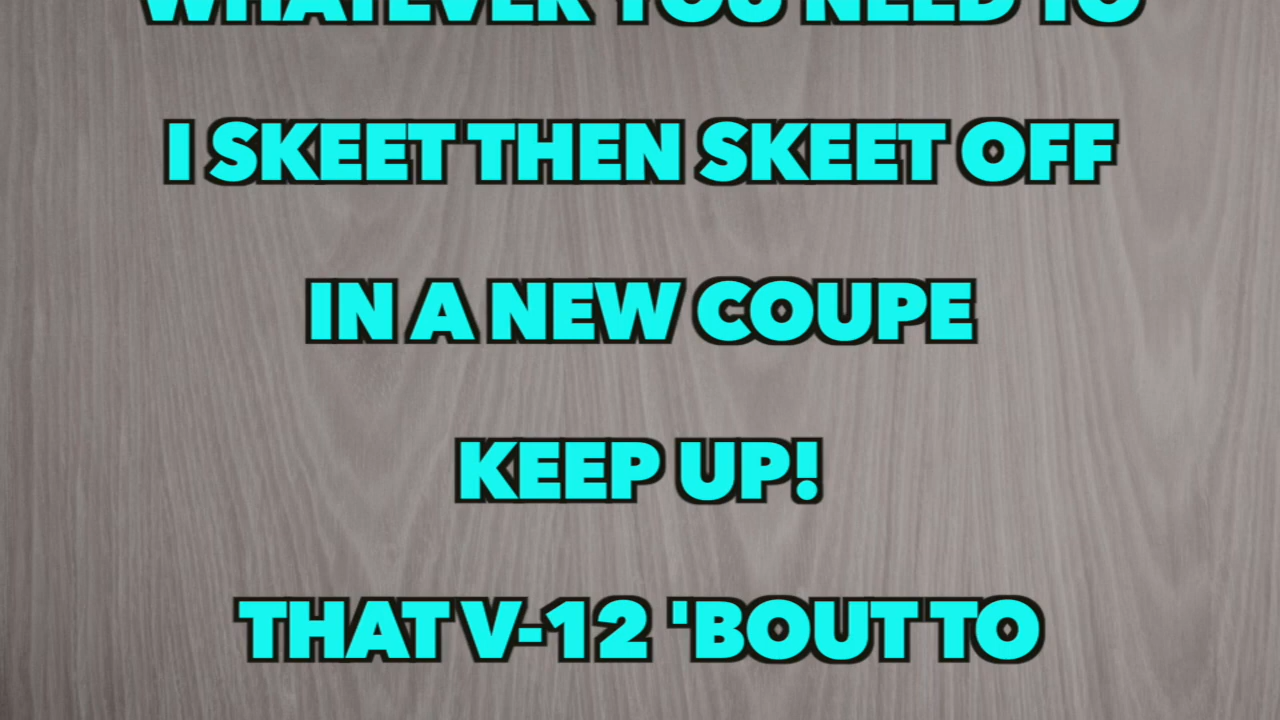 WHATEVER YOU NEED TO
I SKEET THEN SKEET OFF
IN A NEW COUPE
KEEP UP!
THAT V-12 'BOUT TO